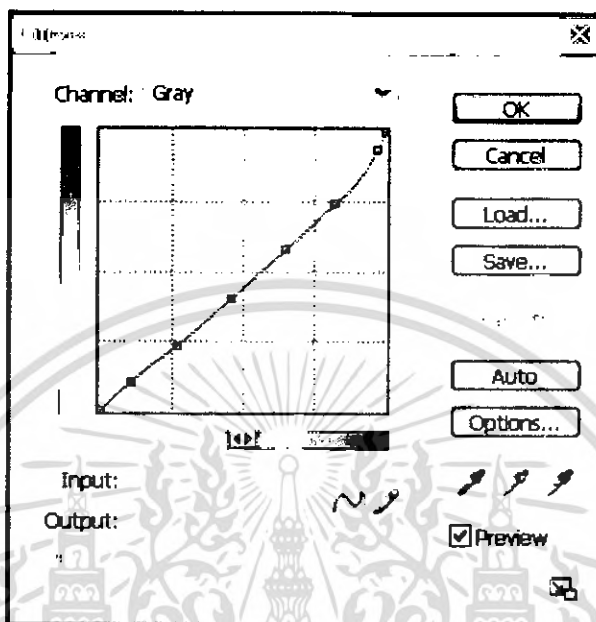 Channel: Gray
OK
Cancel
Load...
Save...
Auto
Options...
Input:
Output:
Preview